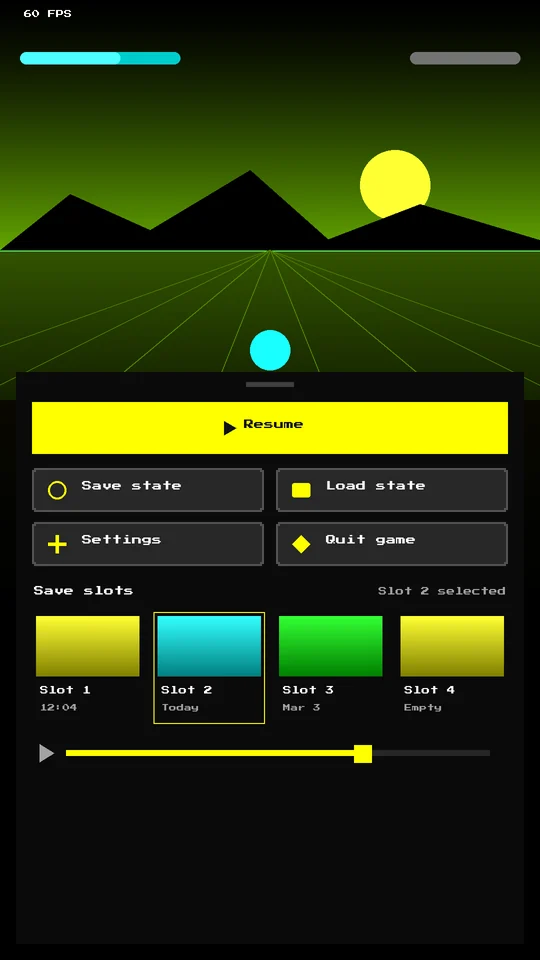 60 FPS
Resume
Save state
Load state
Settings
Quit game
Save slots
Slot 2 selected
Slot 1
Slot 2
Slot 3
Slot 4
12:04
Today
Mar 3
Empty